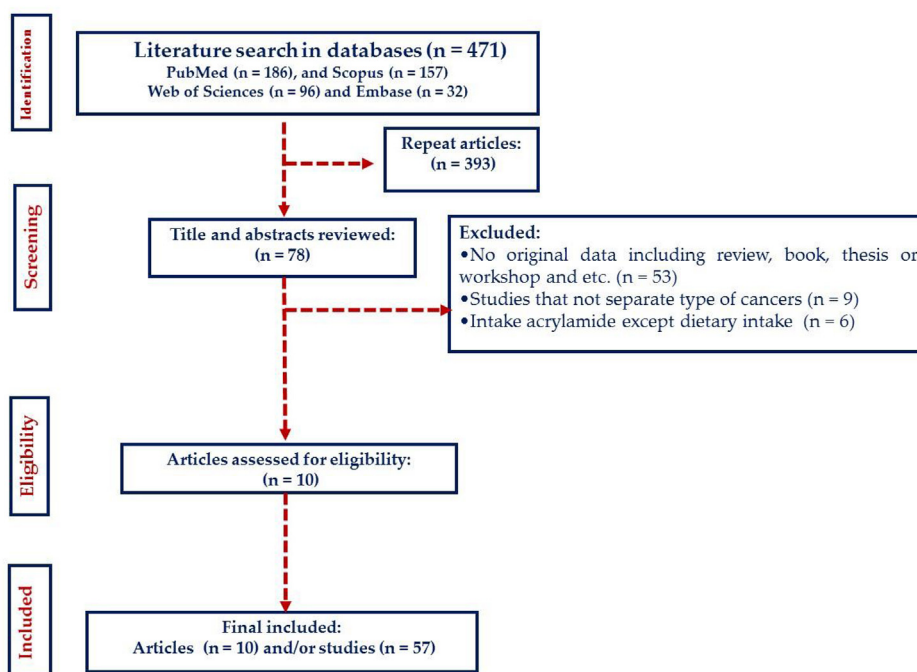 Identification
Literature search in databases (n = 471)
PubMed (n = 186), and Scopus (n = 157)
Web of Sciences (n = 96) and Embase (n = 32)
Repeat articles:
(n = 393)
Screening
Title and abstracts reviewed:
(n = 78)
Excluded:
•No original data including review, book, thesis or
workshop and etc. (n = 53)
•Studies that not separate type of cancers (n = 9)
•Intake acrylamide except dietary intake (n = 6)
Eligibility
Articles assessed for eligibility:
(n = 10)
Included
Final included:
Articles (n = 10) and/or studies (n = 57)